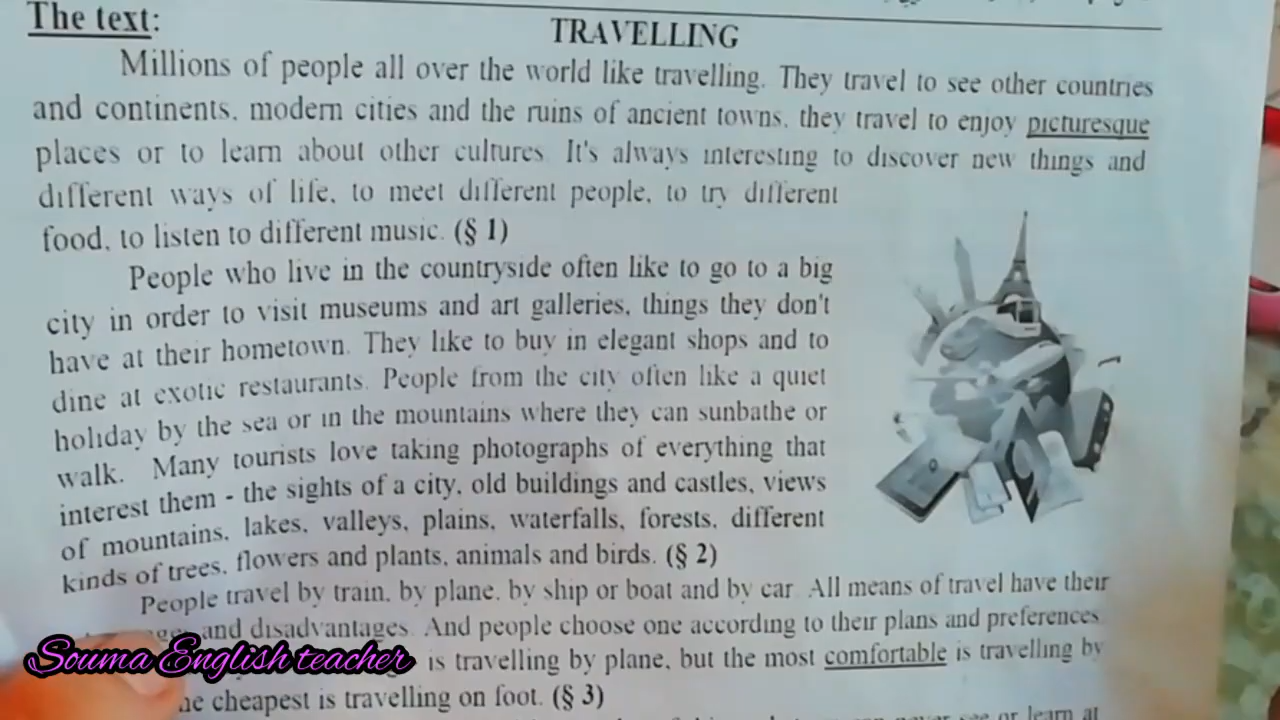 The text:
TRAVELLING
Millions of people all over the world like travelling. They travel to see other countries
and continents, modern cities and the ruins of ancient towns, they travel to enjoy picturesque
places or to learn about other cultures. It's always interesting to discover new things and
different ways of life, to meet different people, to try different
food, to listen to different music. (§ 1)
People who live in the countryside often like to go to a big
city in order to visit museums and art galleries, things they don't
have at their hometown. They like to buy in elegant shops and to
dine at exotic restaurants. People from the city often like a quiet
holiday by the sea or in the mountains where they can sunbathe or
walk. Many tourists love taking photographs of everything that
interest them - the sights of a city, old buildings and castles, views
of mountains, lakes, valleys, plains, waterfalls, forests, different
kinds of trees, flowers and plants, animals and birds. (§ 2)
People travel by train, by plane, by ship or boat and by car. All means of travel have their
and disadvantages. And people choose one according to their plans and preferences.
Souma English teacher is travelling by plane, but the most comfortable is travelling by
cheapest is travelling on foot. (§ 3)
or learn at